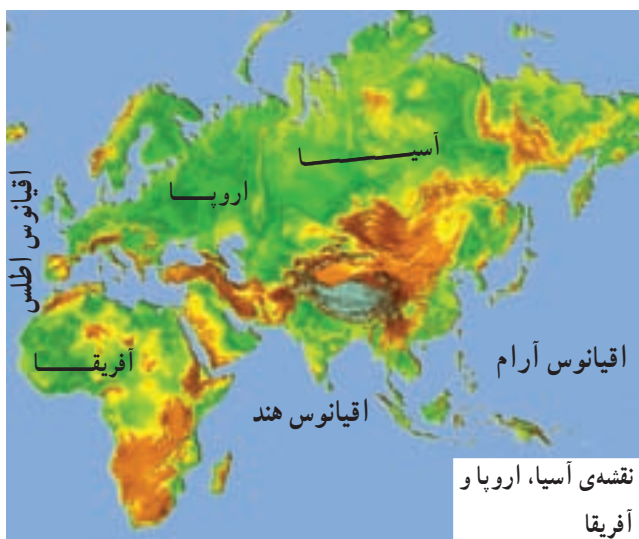 آسیا
اروپا
اقیانوس اطلس
آفریقا
اقیانوس آرام
اقیانوس هند
نقشه‌ی آسیا، اروپا و
آفریقا